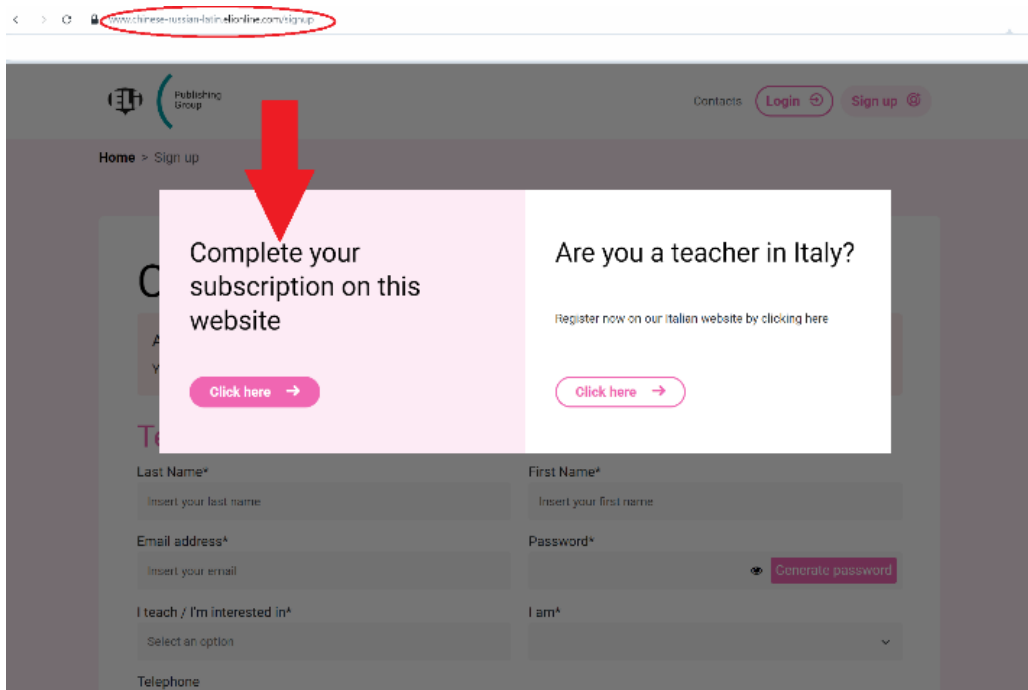 www.chinese-russian-latin.elionline.com/signup
ELi
Publishing
Group
Contacts
Login
Sign up
Home > Sign up
Complete your
subscription on this
website
Click here
Are you a teacher in Italy?
Register now on our Italian website by clicking here
Click here
Last Name*
First Name*
Insert your last name
Insert your first name
Email address*
Password*
Insert your email
Generate password
I teach / I'm interested in*
I am*
Select an option
Telephone